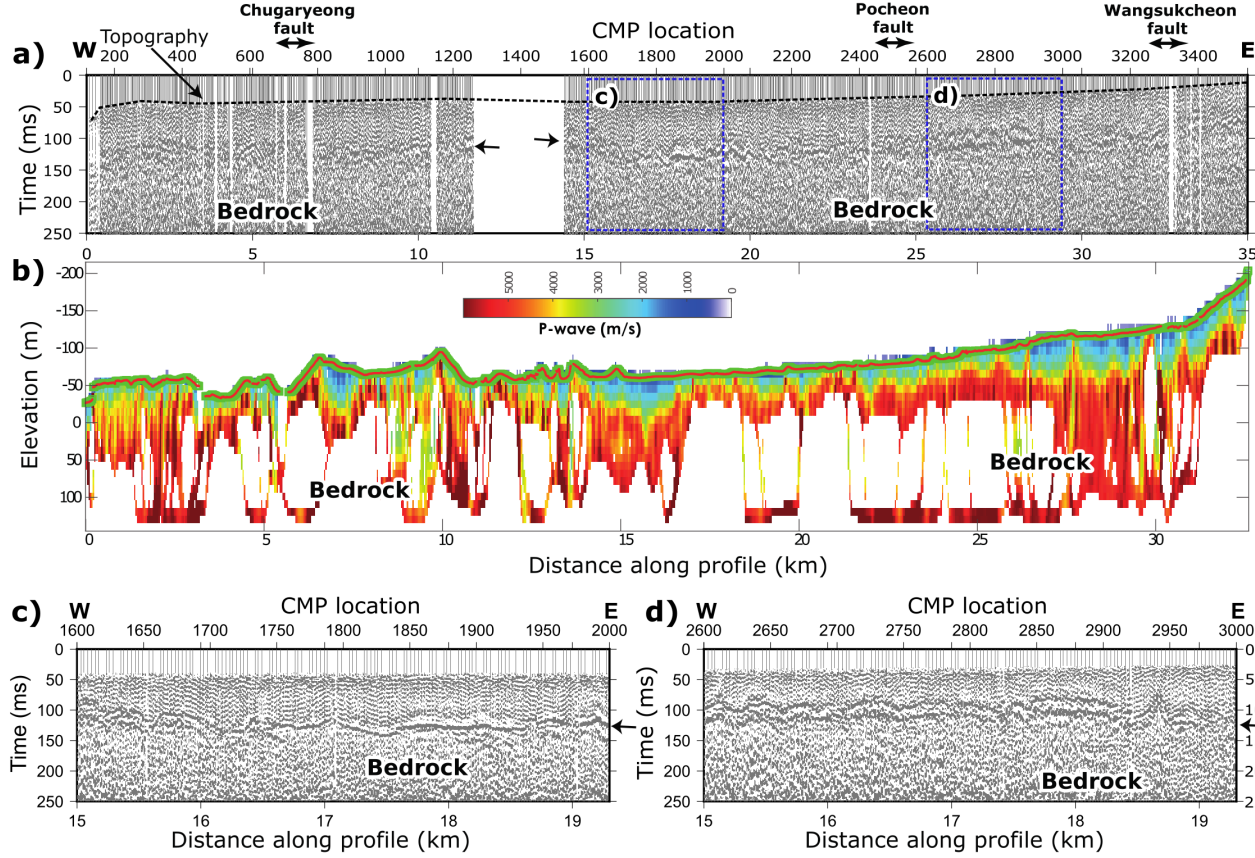 Chugaryeong
fault
CMP location
Pocheon
fault
Wangsukcheon
fault
Topography
a) W 200 400 600 800 1000 1200 1400 1600 1800 2000 2200 2400 2600 2800 3000 3200 3400 E
Time (ms)
0
50
100
150
200
250
c)
d)
Bedrock
Bedrock
0 5 10 15 20 25 30 35
b)
Elevation (m)
-200
-150
-100
-50
0
50
100
5000 4000 3000 2000 1000 0
P-wave (m/s)
Bedrock
Bedrock
0 5 10 15 20 25 30
Distance along profile (km)
c) W CMP location E
1600 1650 1700 1750 1800 1850 1900 1950 2000
Time (ms)
0
50
100
150
200
250
Bedrock
15 16 17 18 19
Distance along profile (km)
d) W CMP location E
2600 2650 2700 2750 2800 2850 2900 2950 3000
Time (ms)
0 0
50 5
100 1
150 1
200 2
250 2
Bedrock
15 16 17 18 19
Distance along profile (km)